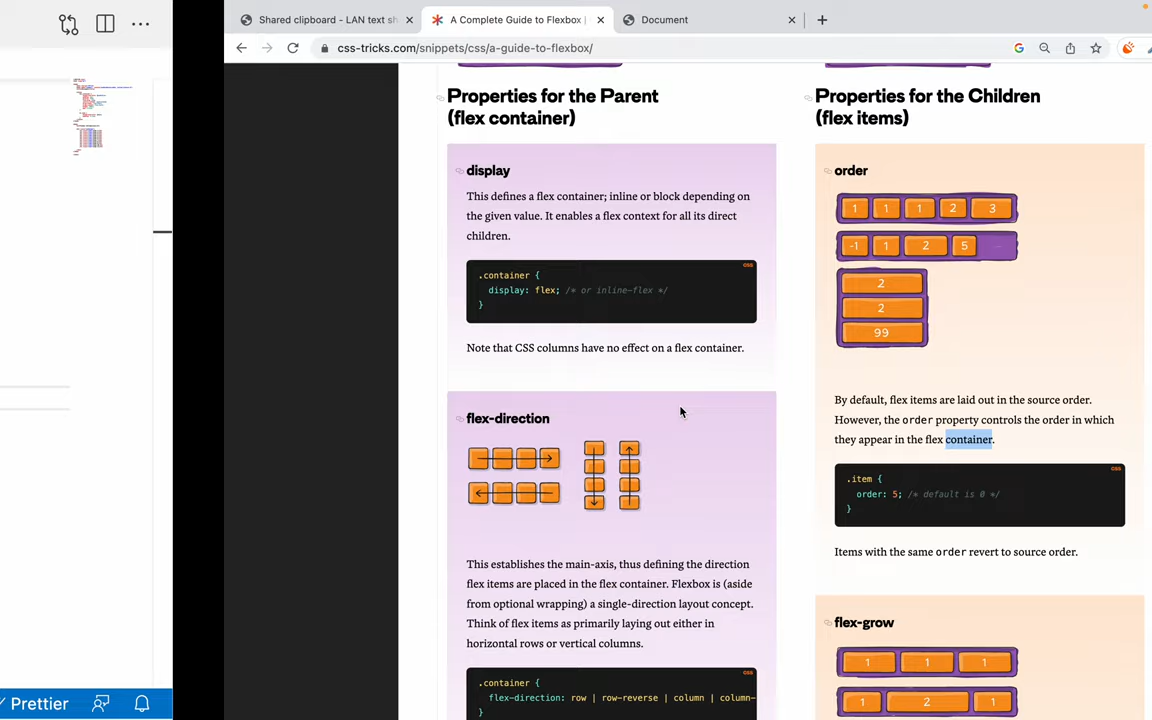 Shared clipboard - LAN text sh
A Complete Guide to Flexbox |
Document
css-tricks.com/snippets/css/a-guide-to-flexbox/
Properties for the Parent
(flex container)
display
This defines a flex container; inline or block depending on
the given value. It enables a flex context for all its direct
children.
css
.container {
display: flex; /* or inline-flex */
}
Note that CSS columns have no effect on a flex container.
flex-direction
This establishes the main-axis, thus defining the direction
flex items are placed in the flex container. Flexbox is (aside
from optional wrapping) a single-direction layout concept.
Think of flex items as primarily laying out either in
horizontal rows or vertical columns.
css
.container {
flex-direction: row | row-reverse | column | column-
}
Properties for the Children
(flex items)
order
1 1 1 2 3
-1 1 2 5
2
2
99
By default, flex items are laid out in the source order.
However, the order property controls the order in which
they appear in the flex container.
css
.item {
order: 5; /* default is 0 */
}
Items with the same order revert to source order.
flex-grow
1 1 1
1 2 1
Prettier